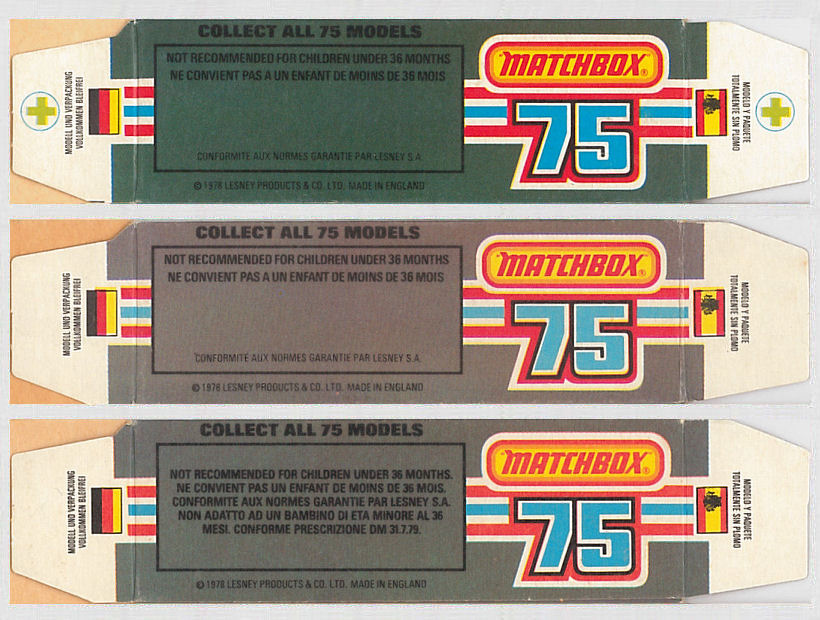 COLLECT ALL 75 MODELS
NOT RECOMMENDED FOR CHILDREN UNDER 36 MONTHS
NE CONVIENT PAS A UN ENFANT DE MOINS DE 36 MOIS
CONFORMITE AUX NORMES GARANTIE PAR LESNEY S.A.
© 1978 LESNEY PRODUCTS & CO. LTD. MADE IN ENGLAND
MODELL UND VERPACKUNG
VOLLKOMMEN BLEIFREI
MATCHBOX®
75
MODELO Y PAQUETE
TOTALMENTE SIN PLOMO
COLLECT ALL 75 MODELS
NOT RECOMMENDED FOR CHILDREN UNDER 36 MONTHS
NE CONVIENT PAS A UN ENFANT DE MOINS DE 36 MOIS
CONFORMITE AUX NORMES GARANTIE PAR LESNEY S.A.
© 1978 LESNEY PRODUCTS & CO. LTD. MADE IN ENGLAND
MODELL UND VERPACKUNG
VOLLKOMMEN BLEIFREI
MATCHBOX®
75
MODELO Y PAQUETE
TOTALMENTE SIN PLOMO
COLLECT ALL 75 MODELS
NOT RECOMMENDED FOR CHILDREN UNDER 36 MONTHS.
NE CONVIENT PAS UN ENFANT DE MOINS DE 36 MOIS.
CONFORMITE AUX NORMES GARANTIE PAR LESNEY S.A.
NON ADATTO AD UN BAMBINO DI ETA MINORE AL 36
MESI. CONFORME PRESCRIZIONE DM 31.7.79.
© 1978 LESNEY PRODUCTS & CO. LTD. MADE IN ENGLAND
MODELL UND VERPACKUNG
VOLLKOMMEN BLEIFREI
MATCHBOX®
75
MODELO Y PAQUETE
TOTALMENTE SIN PLOMO